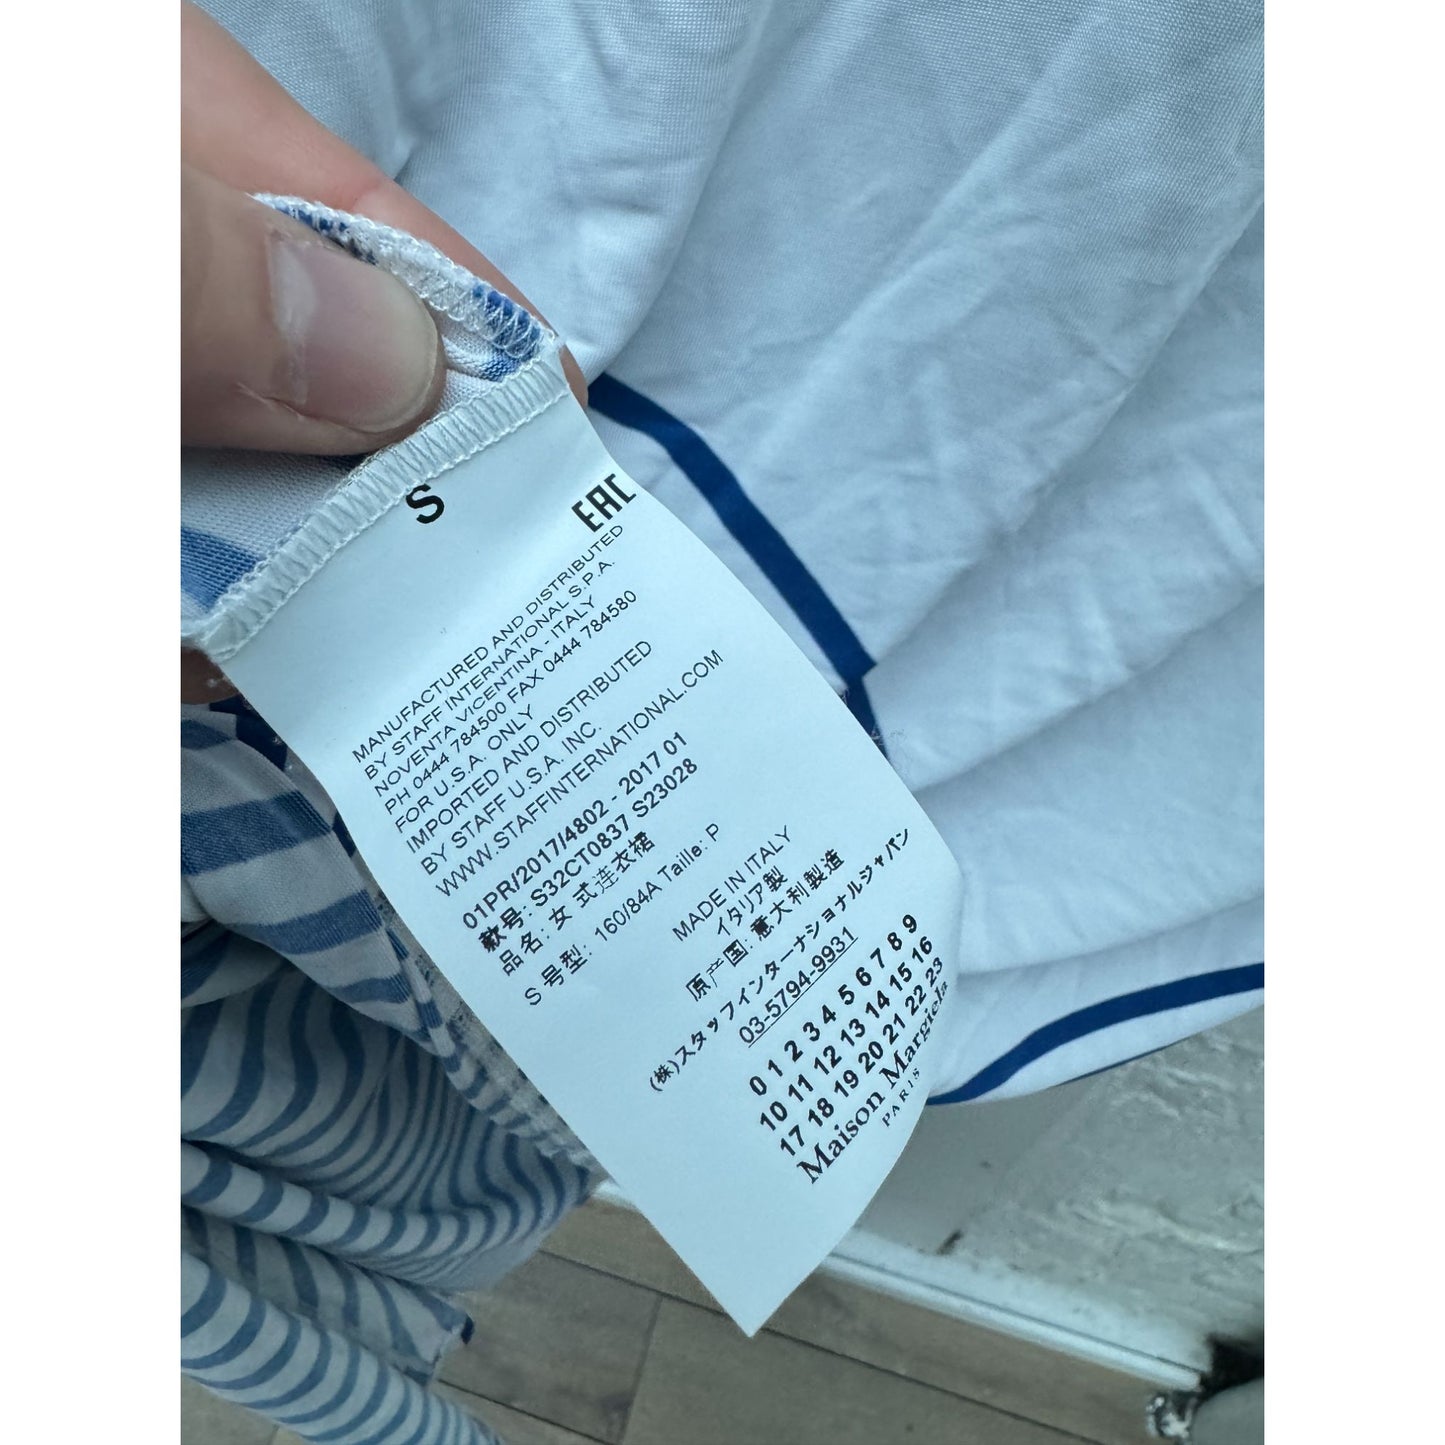 S
EAC
MANUFACTURED AND DISTRIBUTED
BY STAFF INTERNATIONAL S.P.A.
NOVENTA VICENTINA - ITALY
PH 0444 784500 FAX 0444 784580
FOR U.S.A. ONLY
IMPORTED AND DISTRIBUTED
BY STAFF U.S.A. INC.
WWW.STAFFINTERNATIONAL.COM
01PR/2017/4802 - 2017 01
款号: S32CT0837 S23028
品名: 女 式连衣裙
S 号型: 160/84A Taille: P
MADE IN ITALY
イタリア製
原产国: 意大利製造
(株)スタッフインターナショナルジャパン
03-5794-9931
0 1 2 3 4 5 6 7 8 9
10 11 12 13 14 15 16
17 18 19 20 21 22 23
Maison Margiela
PARIS